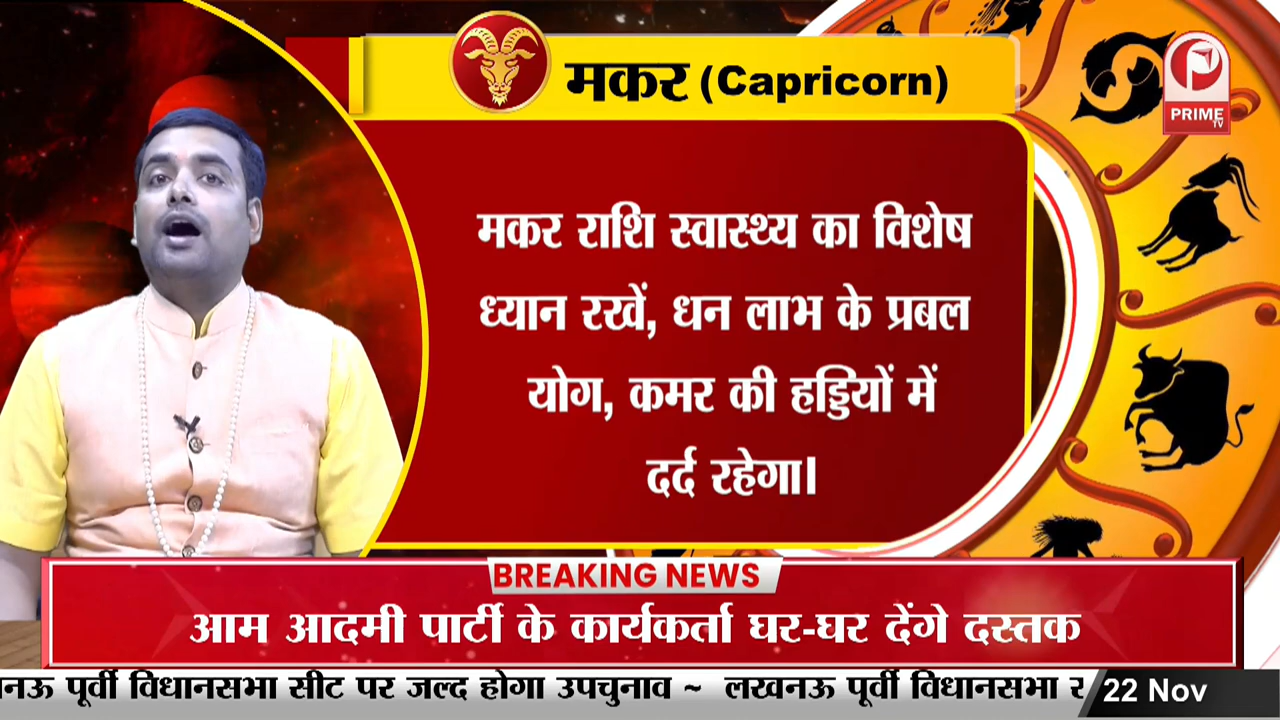 मकर (Capricorn)
PRIME
TV
मकर राशि स्वास्थ्य का विशेष
ध्यान रखें, धन लाभ के प्रबल
योग, कमर की हड्डियों में
दर्द रहेगा।
BREAKING NEWS
आम आदमी पार्टी के कार्यकर्ता घर-घर देंगे दस्तक
पूर्वी विधानसभा सीट पर जल्द होगा उपचुनाव ~ लखनऊ पूर्वी विधानसभा
22 Nov